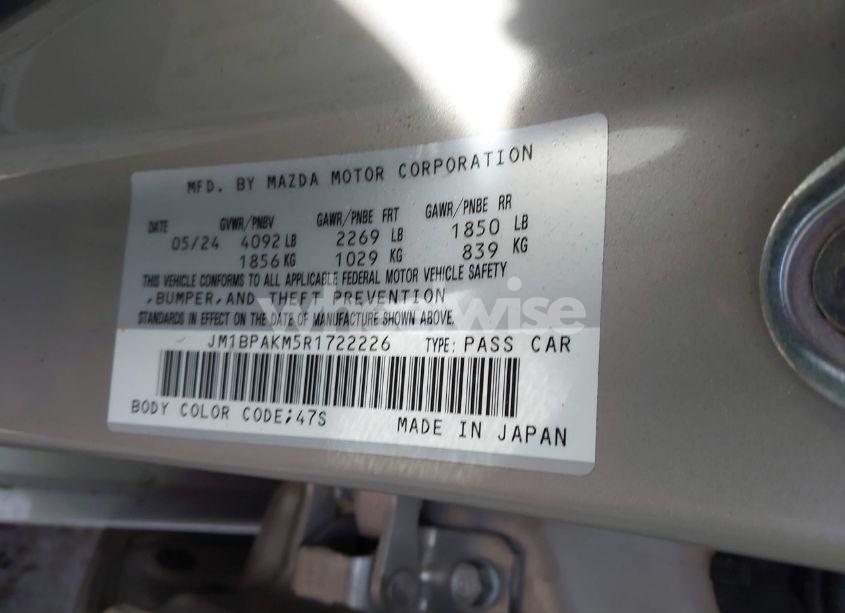 MFD. BY MAZDA MOTOR CORPORATION
DATE GVWR/PNBV GAWR/PNBE FRT GAWR/PNBE RR
05/24 4092 LB 2269 LB 1850 LB
1856 KG 1029 KG 839 KG
THIS VEHICLE CONFORMS TO ALL APPLICABLE FEDERAL MOTOR VEHICLE SAFETY
,BUMPER,AND THEFT PREVENTION
STANDARDS IN EFFECT ON THE DATE OF MANUFACTURE SHOWN ABOVE.
JM1BPAKM5R1722226 TYPE: PASS CAR
BODY COLOR CODE;47S
MADE IN JAPAN